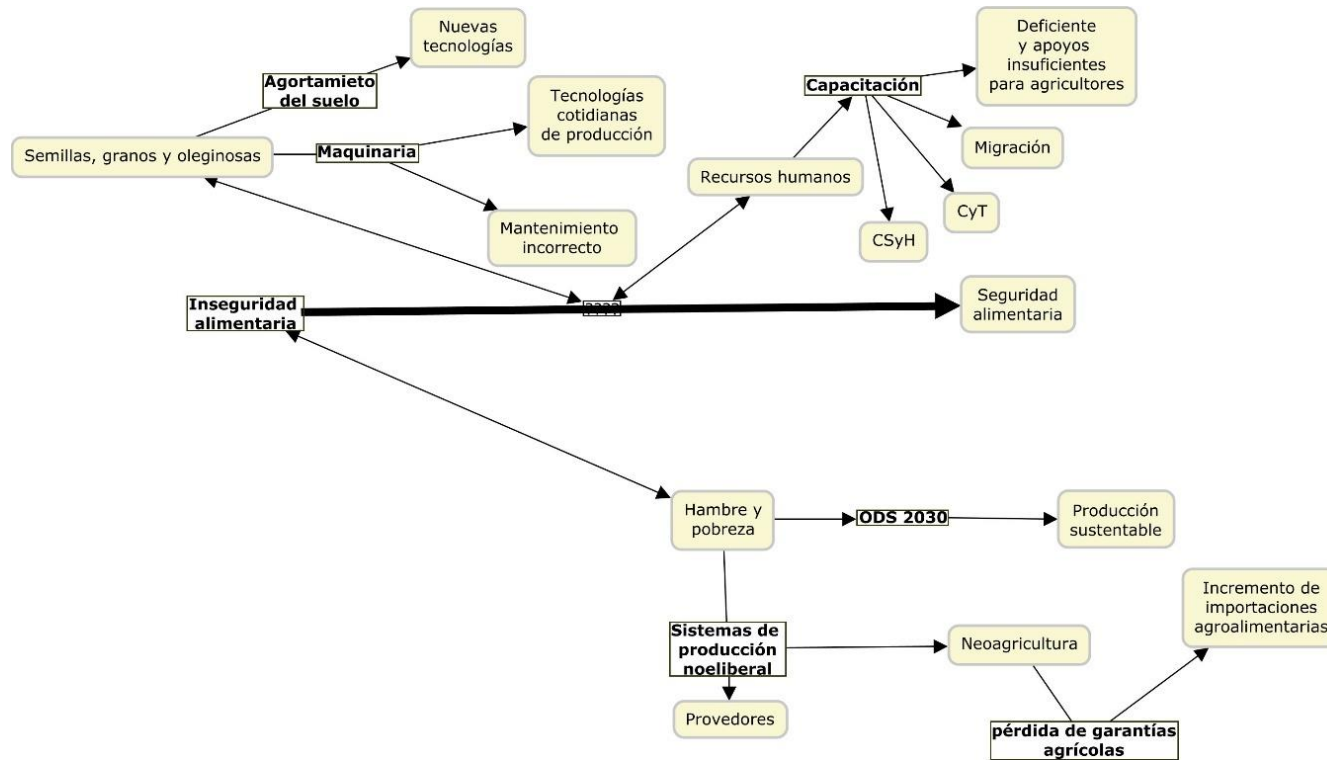 Nuevas
tecnologías
Agortamieto
del suelo
Semillas, granos y oleginosas
Maquinaria
Tecnologías
cotidianas
de producción
Mantenimiento
incorrecto
Recursos humanos
Capacitación
Deficiente
y apoyos
insuficientes
para agricultores
Migración
CyT
CSyH
Inseguridad
alimentaria
Seguridad
alimentaria
Hambre y
pobreza
ODS 2030
Producción
sustentable
Sistemas de
producción
noeliberal
Neoagricultura
Incremento de
importaciones
agroalimentarias
Provedores
pérdida de garantías
agrícolas